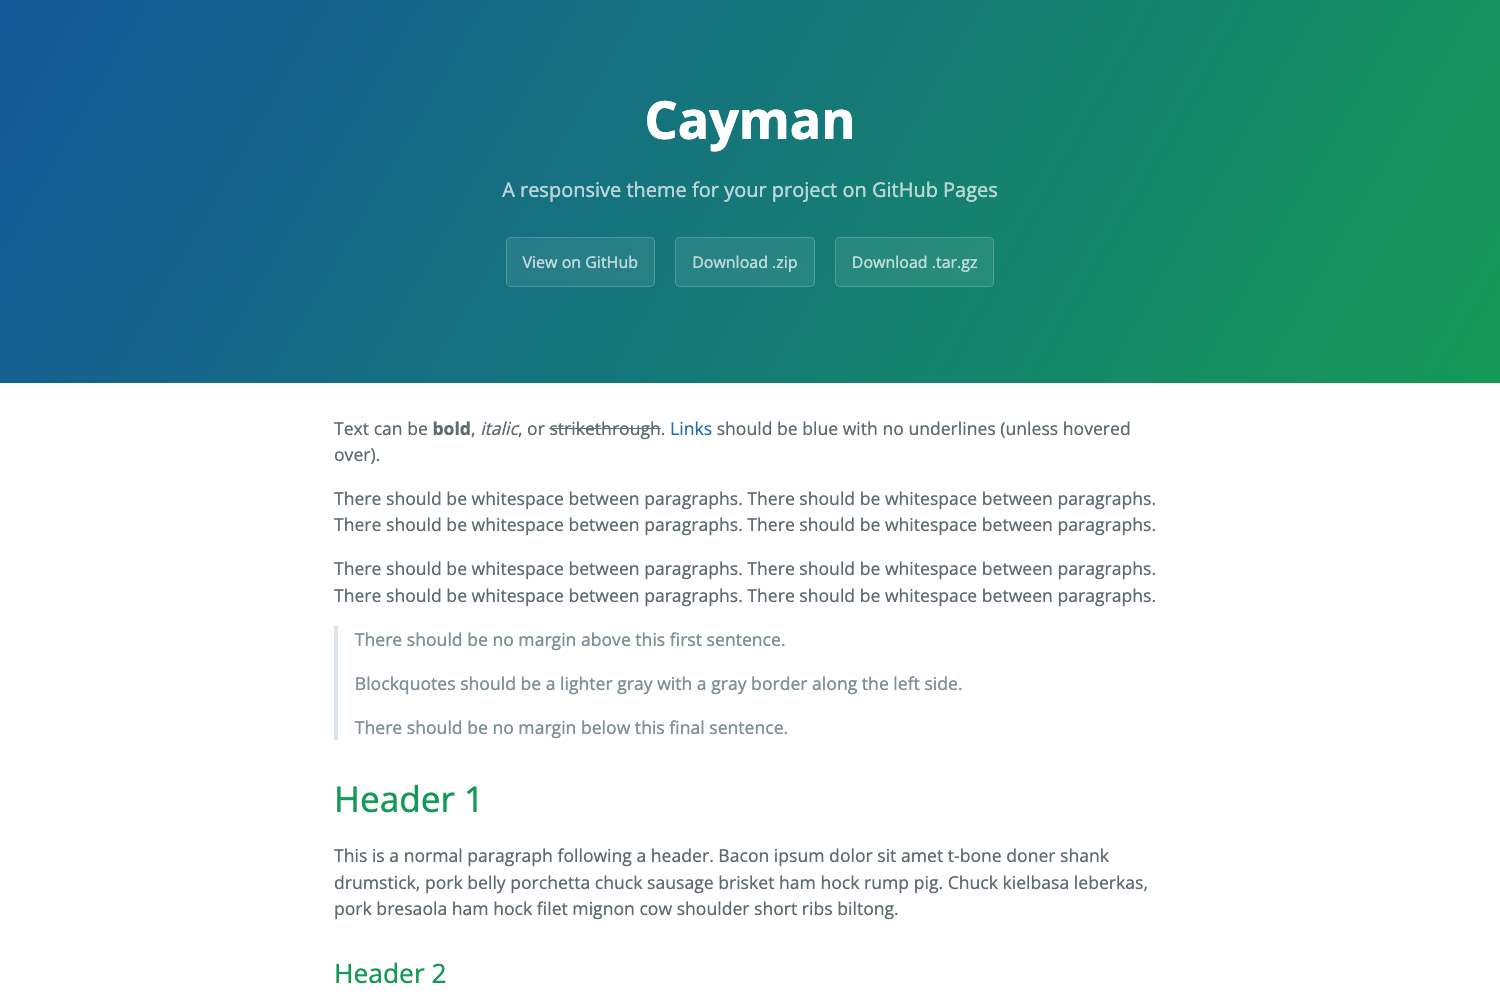 Cayman
A responsive theme for your project on GitHub Pages
View on GitHub
Download .zip
Download .tar.gz
Text can be bold, italic, or strikethrough. Links should be blue with no underlines (unless hovered
over).
There should be whitespace between paragraphs. There should be whitespace between paragraphs.
There should be whitespace between paragraphs. There should be whitespace between paragraphs.
There should be whitespace between paragraphs. There should be whitespace between paragraphs.
There should be whitespace between paragraphs. There should be whitespace between paragraphs.
There should be no margin above this first sentence.
Blockquotes should be a lighter gray with a gray border along the left side.
There should be no margin below this final sentence.
Header 1
This is a normal paragraph following a header. Bacon ipsum dolor sit amet t-bone doner shank
drumstick, pork belly porchetta chuck sausage brisket ham hock rump pig. Chuck kielbasa leberkas,
pork bresaola ham hock filet mignon cow shoulder short ribs biltong.
Header 2